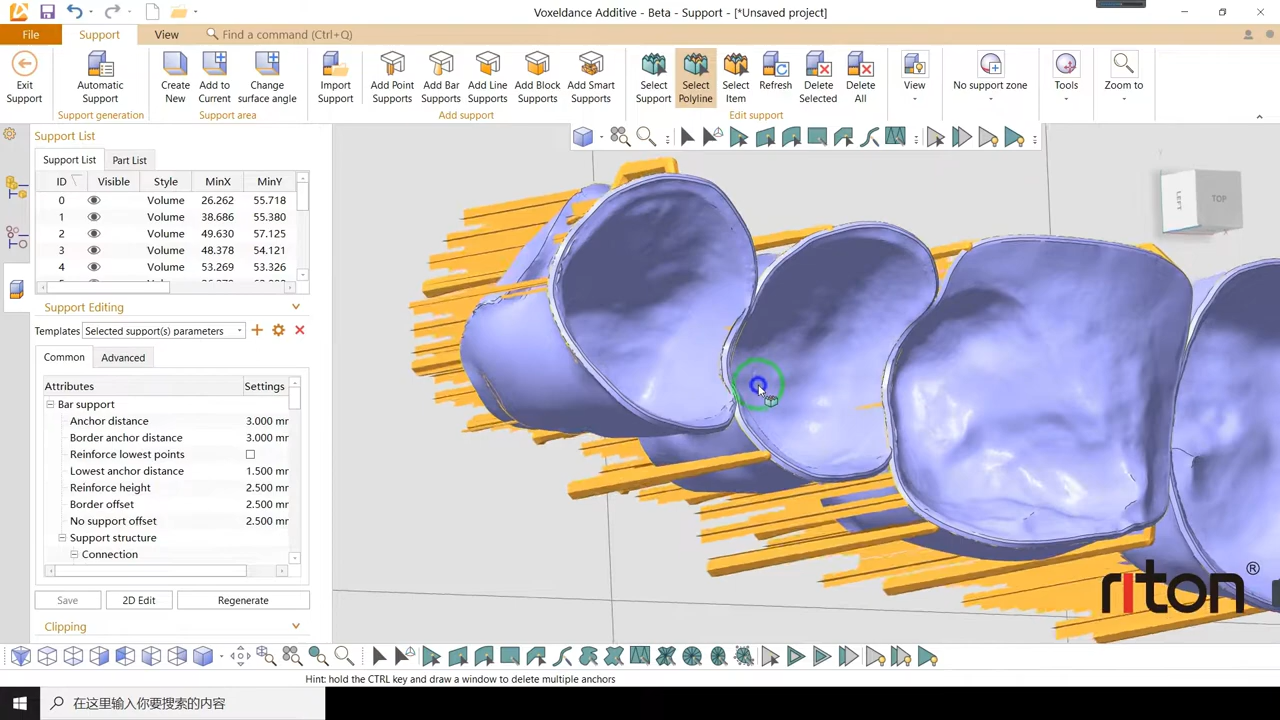 Voxeldance Additive - Beta - Support - [*Unsaved project]
File
Support
View
Find a command (Ctrl+Q)
Exit Support
Automatic Support
Create New
Auto to Current
Change surface angle
Import Support
Add Point Supports
Add Bar Supports
Add Line Supports
Add Block Supports
Add Smart Supports
Select Support
Select Polyline
Select Item
Refresh
Delete Selected
Delete All
View
No support zone
Tools
Zoom to
Support generation
Support area
Add support
Edit support
Support List
Support List Part List
ID Visible Style MinX MinY
0 Volume 26.262 55.718
1 Volume 38.686 55.380
2 Volume 49.630 57.125
3 Volume 48.378 54.121
4 Volume 53.269 53.326
Support Editing
Templates Selected support(s) parameters
Common Advanced
Attributes Settings
Bar support
Anchor distance 3.000 mr
Border anchor distance 3.000 mr
Reinforce lowest points
Lowest anchor distance 1.500 mr
Reinforce height 2.500 mr
Border offset 2.500 mr
No support offset 2.500 mr
Support structure
Connection
Save 2D Edit Regenerate
Clipping
LEFT
TOP
riton®
Hint: hold the CTRL key and draw a window to delete multiple anchors
在这里输入你要搜索的内容